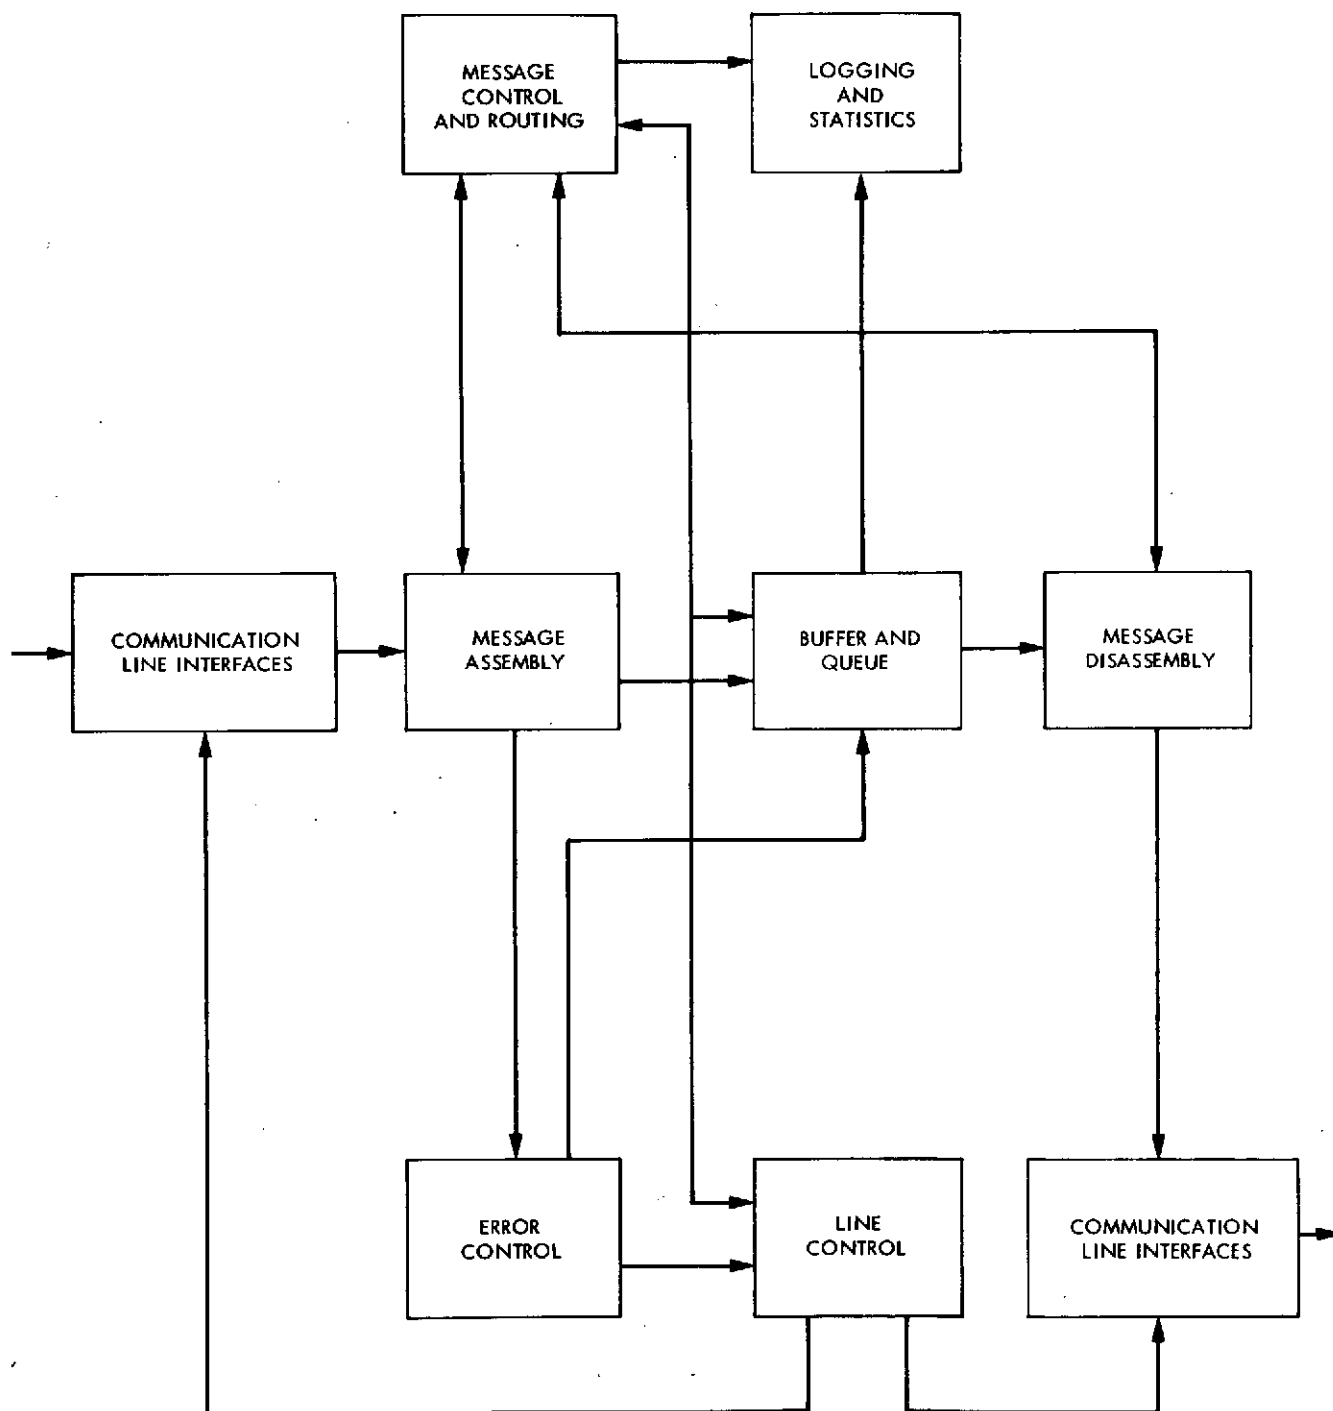 MESSAGE
CONTROL
AND ROUTING
LOGGING
AND
STATISTICS
COMMUNICATION
LINE INTERFACES
MESSAGE
ASSEMBLY
BUFFER AND
QUEUE
MESSAGE
DISASSEMBLY
ERROR
CONTROL
LINE
CONTROL
COMMUNICATION
LINE INTERFACES